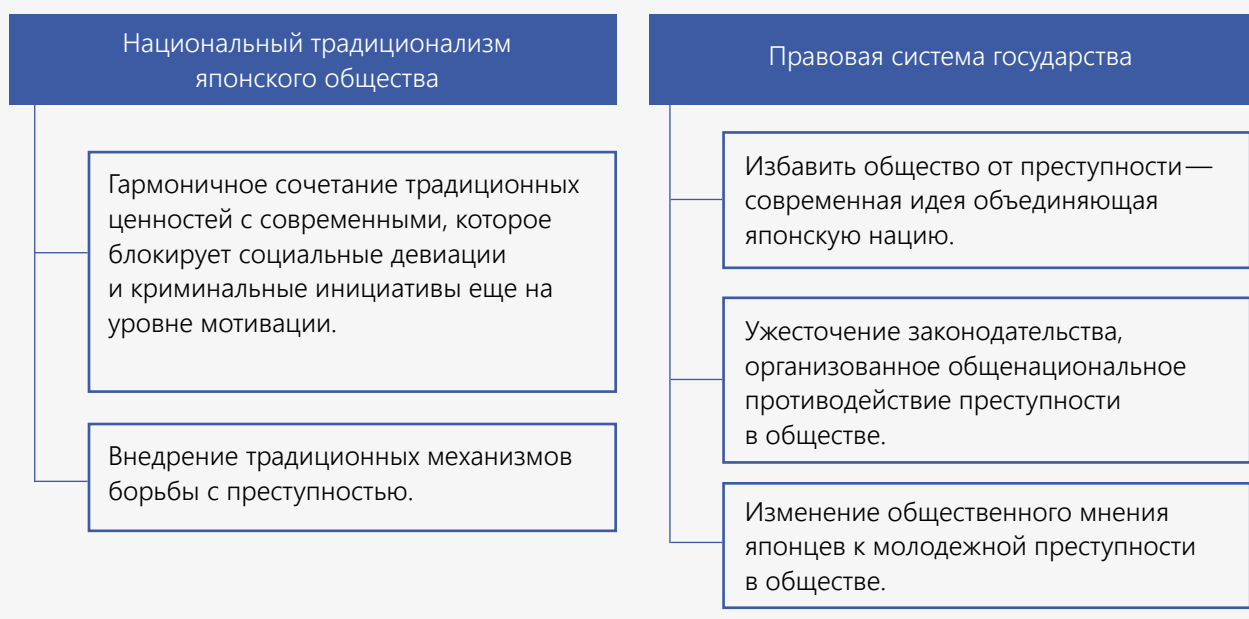 Национальный традиционализм
японского общества
Гармоничное сочетание традиционных
ценностей с современными, которое
блокирует социальные девиации
и криминальные инициативы еще на
уровне мотивации.
Внедрение традиционных механизмов
борьбы с преступностью.
Правовая система государства
Избавить общество от преступности—
современная идея объединяющая
японскую нацию.
Ужесточение законодательства,
организованное общенациональное
противодействие преступности
в обществе.
Изменение общественного мнения
японцев к молодежной преступности
в обществе.